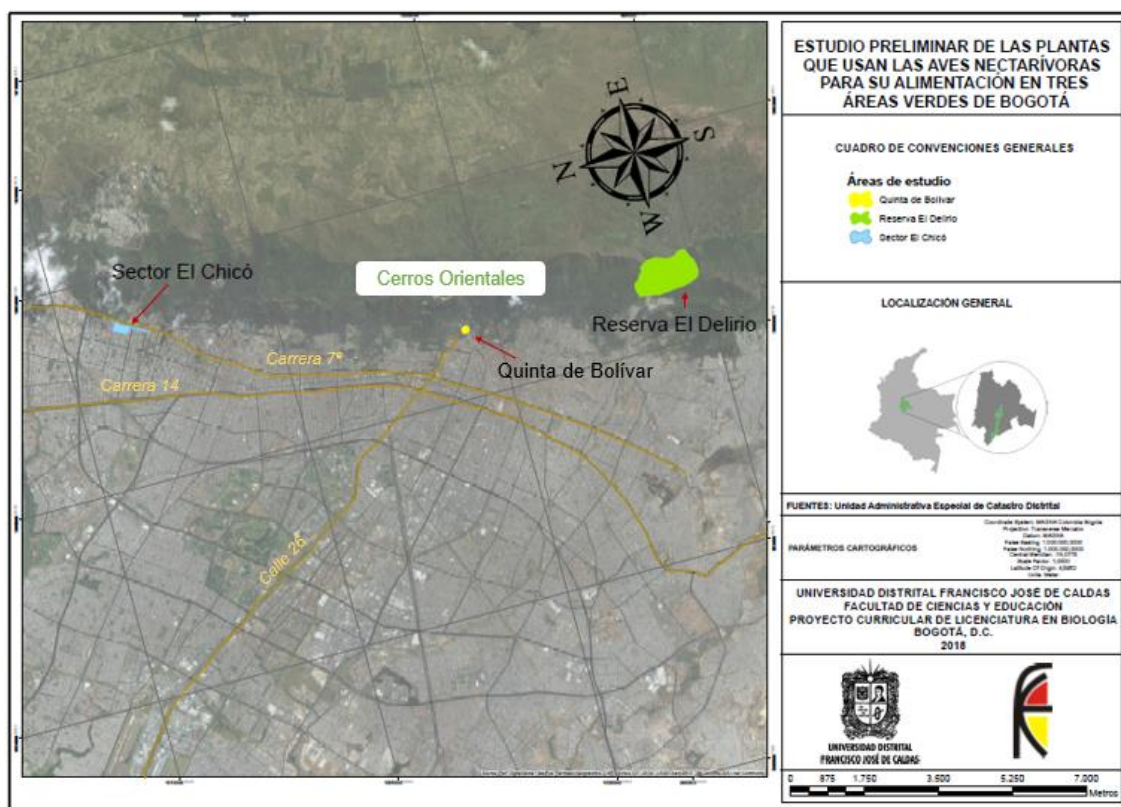 N
E
S
W
Sector El Chicó
Cerros Orientales
Reserva El Delirio
Quinta de Bolívar
Carrera 7ª
Carrera 14
Calle 26
ESTUDIO PRELIMINAR DE LAS PLANTAS
QUE USAN LAS AVES NECTARÍVORAS
PARA SU ALIMENTACIÓN EN TRES
ÁREAS VERDES DE BOGOTÁ
CUADRO DE CONVENCIONES GENERALES
Áreas de estudio
Quinta de Bolívar
Reserva El Delirio
Sector El Chicó
LOCALIZACIÓN GENERAL
FUENTES: Unidad Administrativa Especial de Catastro Distrital
PARÁMETROS CARTOGRÁFICOS
UNIVERSIDAD DISTRITAL FRANCISCO JOSÉ DE CALDAS
FACULTAD DE CIENCIAS Y EDUCACIÓN
PROYECTO CURRICULAR DE LICENCIATURA EN BIOLOGÍA
BOGOTÁ, D.C.
2018
UNIVERSIDAD DISTRITAL
FRANCISCO JOSÉ DE CALDAS
0 875 1.750 3.500 5.250 7.000
Metros